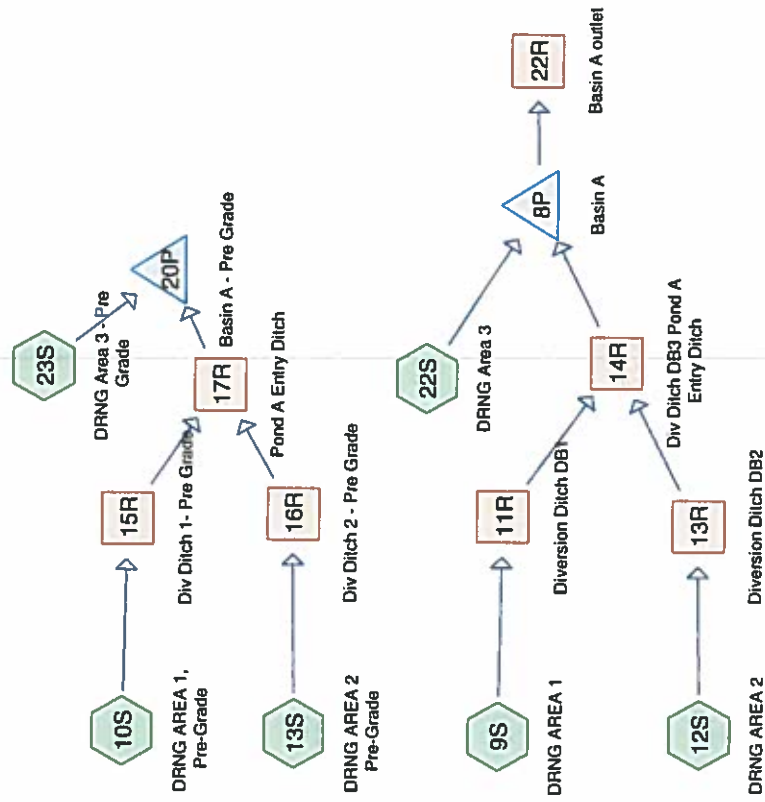 23S
DRNG Area 3 - Pre
Grade
20P
Basin A - Pre Grade
15R
Div Ditch 1- Pre Grade
17R
Pond A Entry Ditch
10S
DRNG AREA 1,
Pre-Grade
16R
Div Ditch 2 - Pre Grade
13S
DRNG AREA 2
Pre-Grade
22S
DRNG Area 3
8P
Basin A
22R
Basin A outlet
11R
Diversion Ditch DB1
14R
Div Ditch DB3 Pond A
Entry Ditch
9S
DRNG AREA 1
13R
Diversion Ditch DB2
12S
DRNG AREA 2